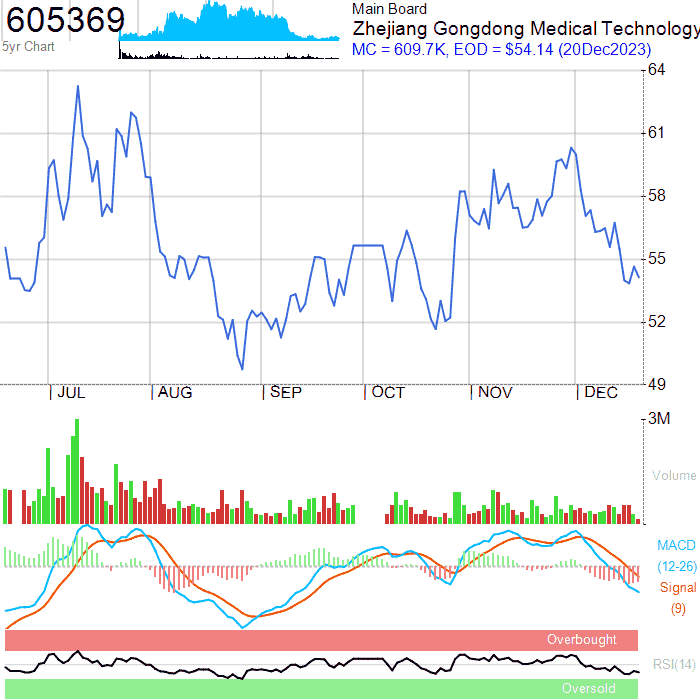 605369
5yr Chart
Main Board
Zhejiang Gongdong Medical Technology
MC = 609.7K, EOD = $54.14 (20Dec2023)
64
61
58
55
52
49
JUL
AUG
SEP
OCT
NOV
DEC
3M
Volume
MACD
(12-26)
Signal
(9)
Overbought
RSI(14)
Oversold